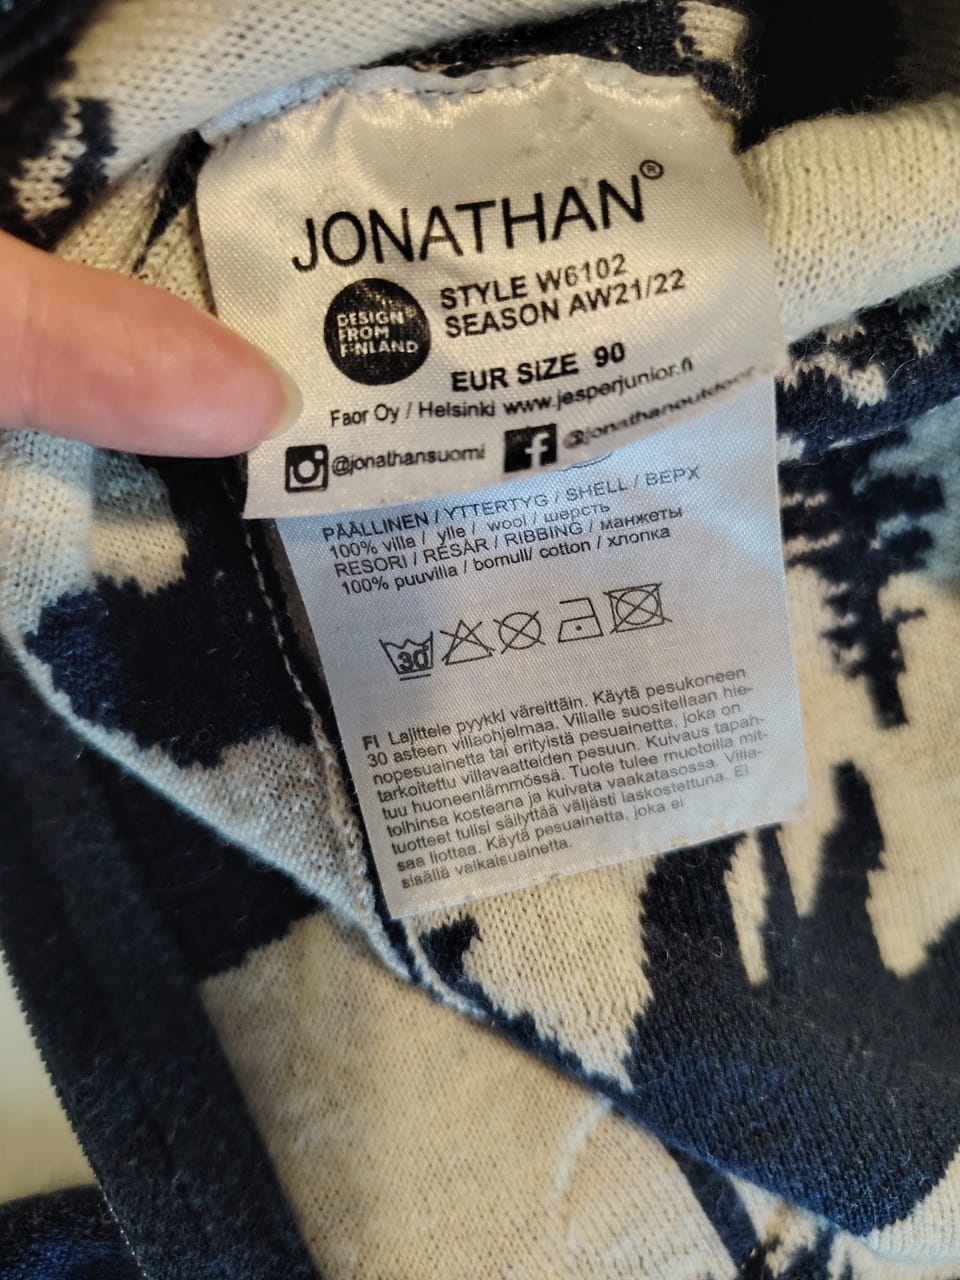 JONATHAN®
DESIGN®
FROM
FINLAND
STYLE W6102
SEASON AW21/22
EUR SIZE 90
Faor Oy / Helsinki www.jesperjunior.fi
@jonathansuomi @jonathanoutdoor
PÄÄLLINEN / YTTERTYG / SHELL / ВЕРХ
100% villa / ylle / wool / шерсть
RESORI / RESÅR / RIBBING / манжеты
100% puuvilla / bomull/ cotton / хлопка
30
FI Lajittele pyykki väreittäin. Käytä pesukoneen
30 asteen villaohjelmaa. Villalle suositellaan hie-
nopesuainetta tai erityistä pesuainetta, joka on
tarkoitettu villavaatteiden pesuun. Kuivaus tapah-
tuu huoneenlämmössä. Tuote tulee muotoilla mit-
toihinsa kosteana ja kuivata vaakatasossa. Villa-
tuotteet tulisi säilyttää väljästi laskostettuna. Ei
saa liottaa. Käytä pesuainetta, joka ei
sisällä valkaisuainetta.